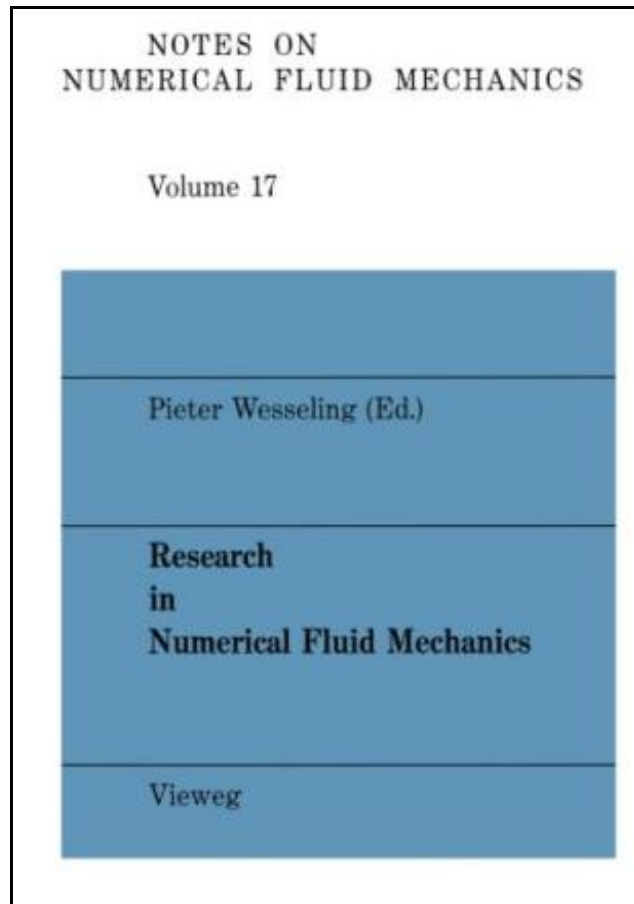 NOTES ON
NUMERICAL FLUID MECHANICS
Volume 17
Pieter Wesseling (Ed.)
Research
in
Numerical Fluid Mechanics
Vieweg